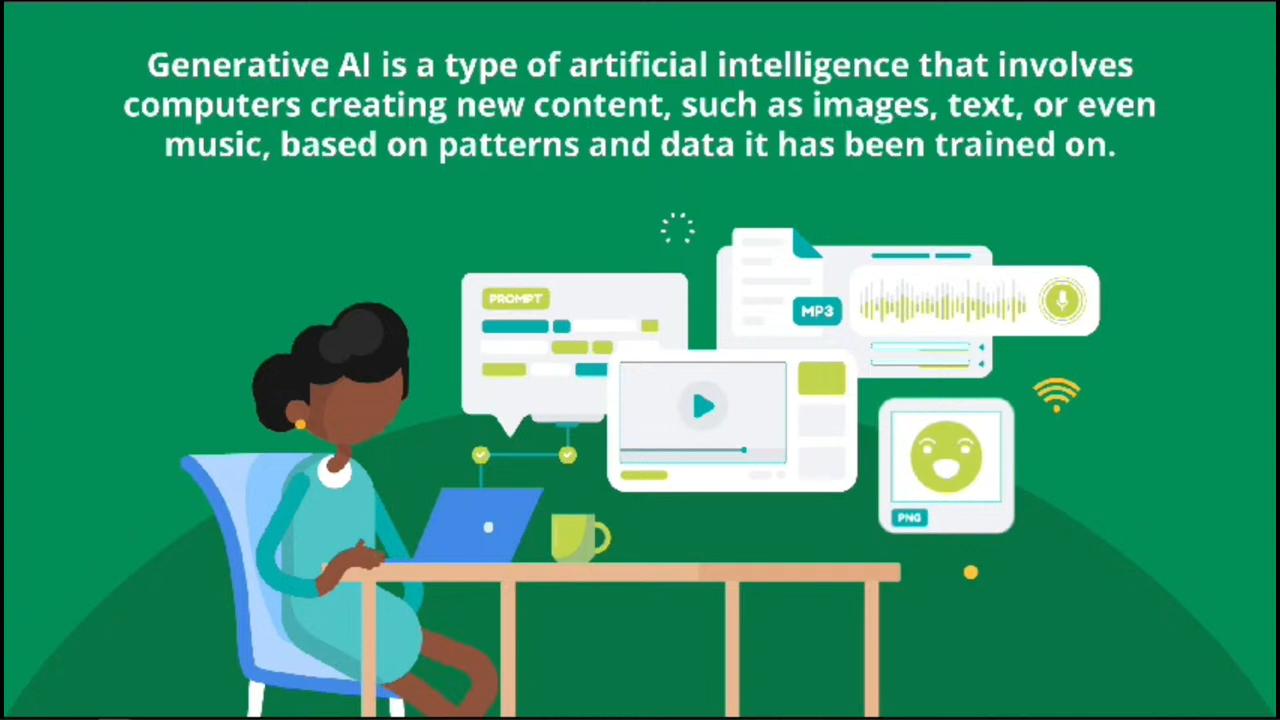 Generative AI is a type of artificial intelligence that involves
computers creating new content, such as images, text, or even
music, based on patterns and data it has been trained on.
PROMPT
MP3
PNG